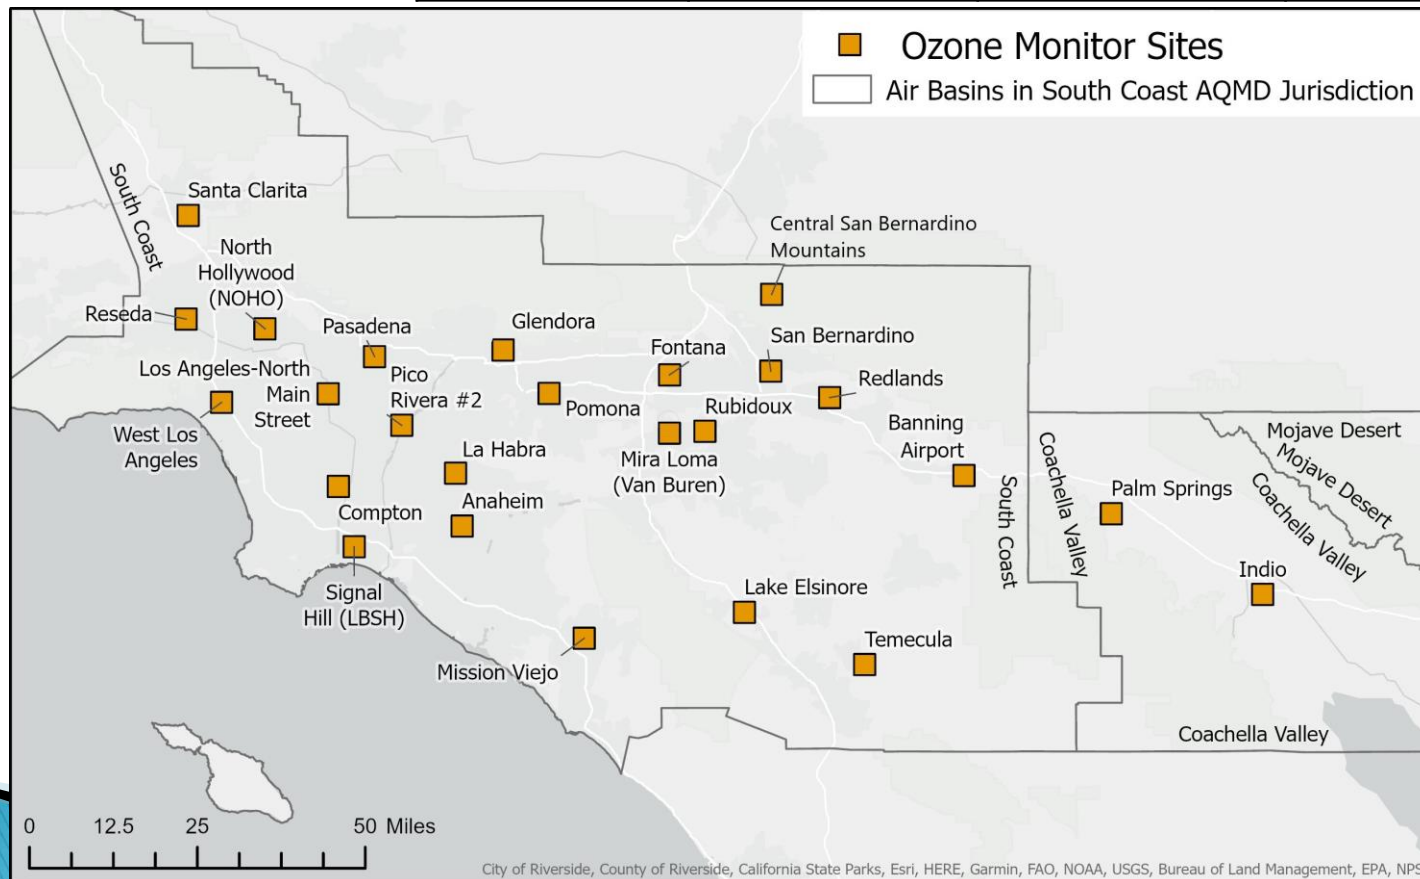 Ozone Monitor Sites
Air Basins in South Coast AQMD Jurisdiction
South Coast
Santa Clarita
North
Hollywood
(NOHO)
Reseda
Pasadena
Glendora
Central San Bernardino
Mountains
San Bernardino
Fontana
Los Angeles-North
Main
Street
Pico
Rivera #2
Pomona
Rubidoux
Redlands
West Los
Angeles
La Habra
Mira Loma
(Van Buren)
Banning
Airport
Anaheim
Compton
South Coast
Coachella Valley
Palm Springs
Mojave Desert
Mojave Desert
Coachella Valley
Indio
Signal
Hill (LBSH)
Lake Elsinore
Temecula
Mission Viejo
Coachella Valley
0 12.5 25 50 Miles
City of Riverside, County of Riverside, California State Parks, Esri, HERE, Garmin, FAO, NOAA, USGS, Bureau of Land Management, EPA, NPS